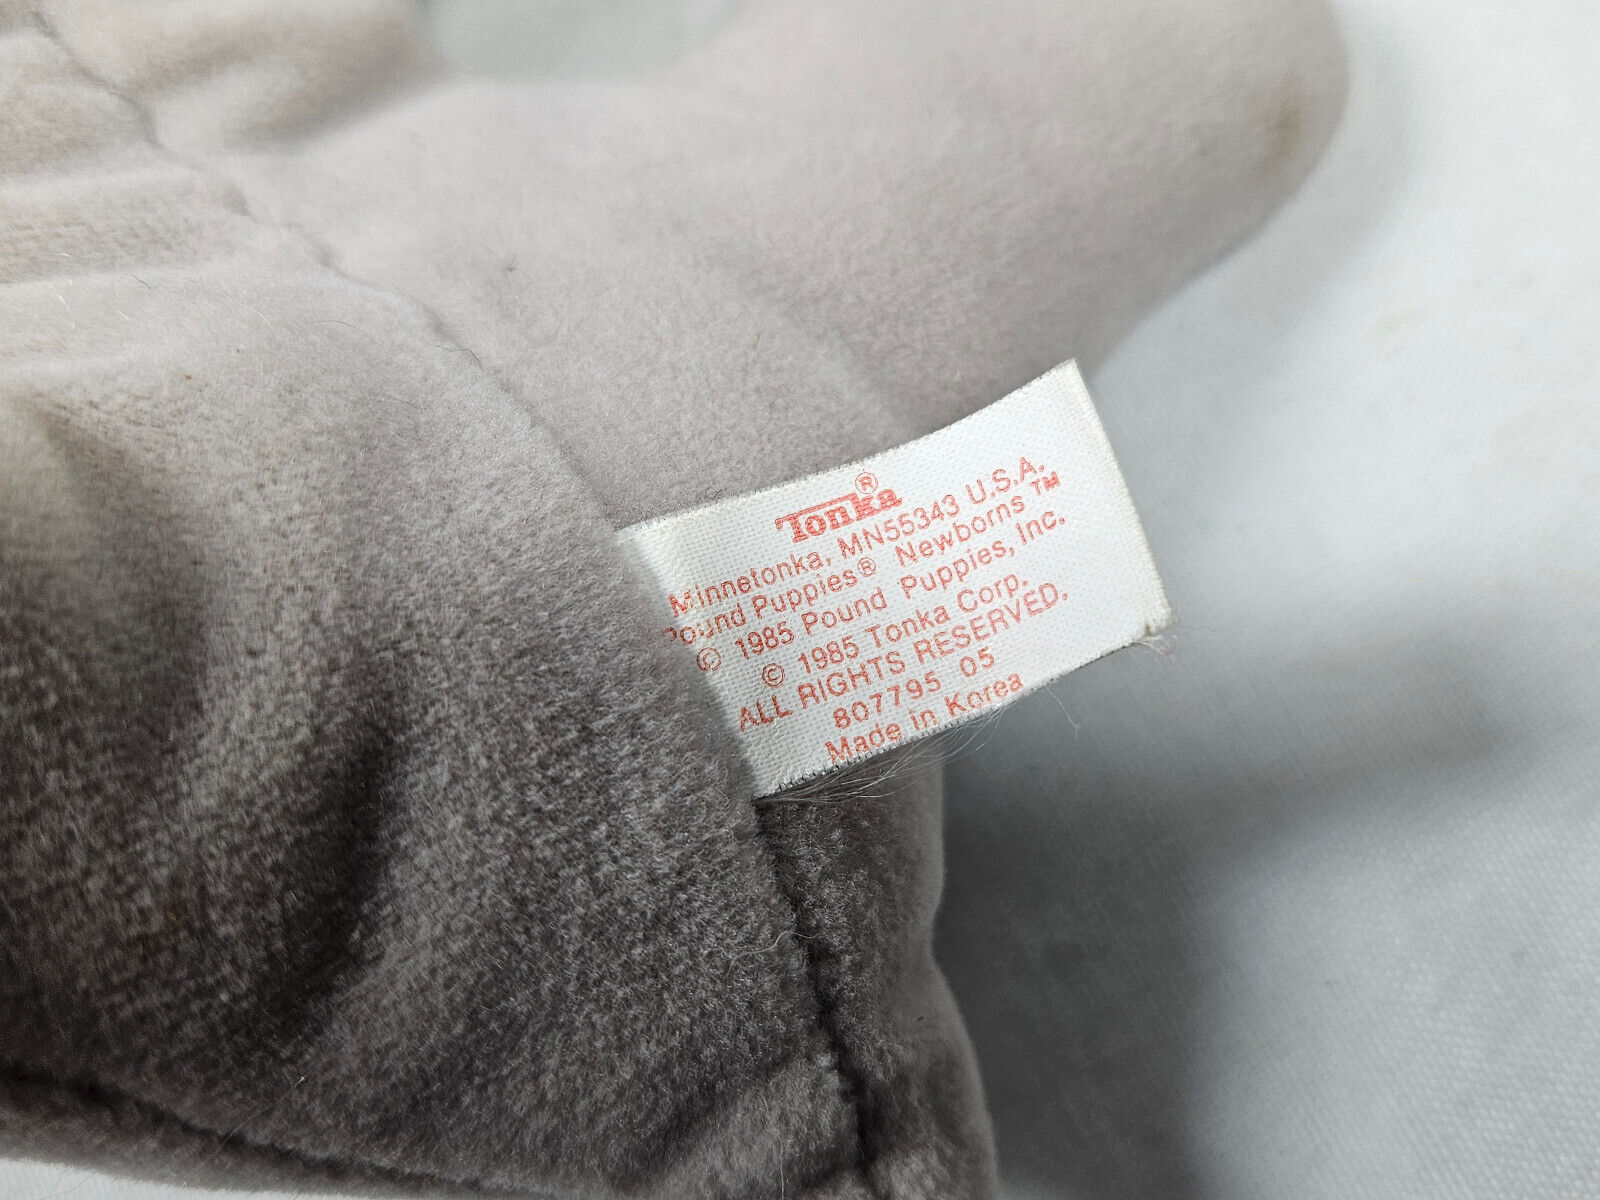 Tonka®
Minnetonka, MN55343 U.S.A.
Pound Puppies® Newborns™
© 1985 Pound Puppies, Inc.
© 1985 Tonka Corp.
ALL RIGHTS RESERVED.
807795 05
Made in Korea